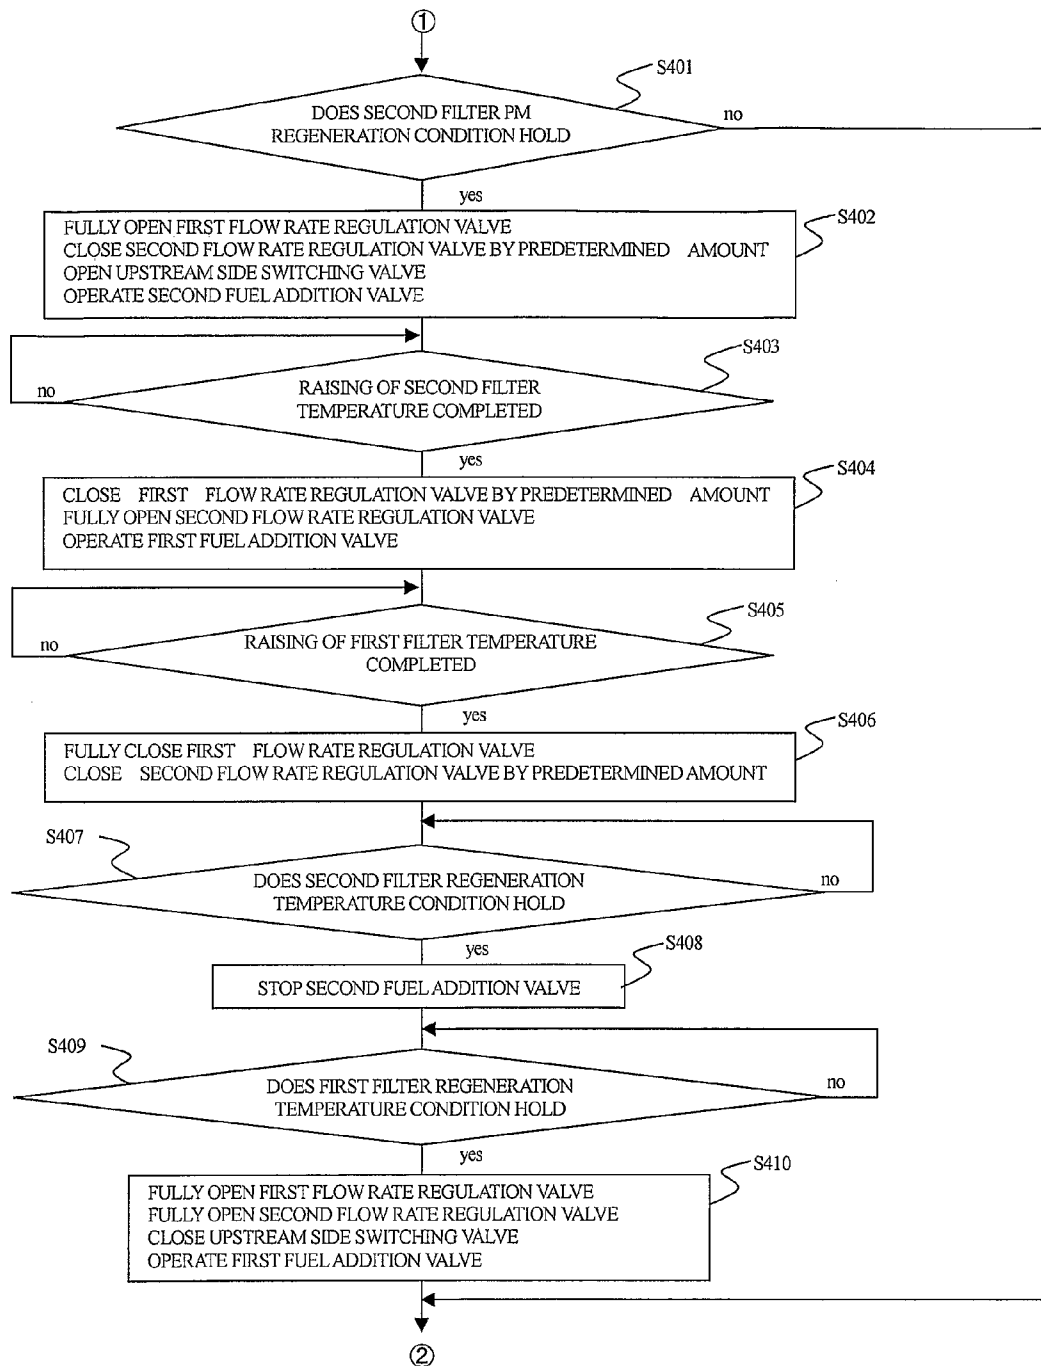 ①
S401
DOES SECOND FILTER PM
REGENERATION CONDITION HOLD
no
yes
S402
FULLY OPEN FIRST FLOW RATE REGULATION VALVE
CLOSE SECOND FLOW RATE REGULATION VALVE BY PREDETERMINED AMOUNT
OPEN UPSTREAM SIDE SWITCHING VALVE
OPERATE SECOND FUEL ADDITION VALVE
S403
RAISING OF SECOND FILTER
TEMPERATURE COMPLETED
no
yes
S404
CLOSE FIRST FLOW RATE REGULATION VALVE BY PREDETERMINED AMOUNT
FULLY OPEN SECOND FLOW RATE REGULATION VALVE
OPERATE FIRST FUEL ADDITION VALVE
S405
RAISING OF FIRST FILTER TEMPERATURE
COMPLETED
no
yes
S406
FULLY CLOSE FIRST FLOW RATE REGULATION VALVE
CLOSE SECOND FLOW RATE REGULATION VALVE BY PREDETERMINED AMOUNT
S407
DOES SECOND FILTER REGENERATION
TEMPERATURE CONDITION HOLD
no
yes
S408
STOP SECOND FUEL ADDITION VALVE
S409
DOES FIRST FILTER REGENERATION
TEMPERATURE CONDITION HOLD
no
yes
S410
FULLY OPEN FIRST FLOW RATE REGULATION VALVE
FULLY OPEN SECOND FLOW RATE REGULATION VALVE
CLOSE UPSTREAM SIDE SWITCHING VALVE
OPERATE FIRST FUEL ADDITION VALVE
②